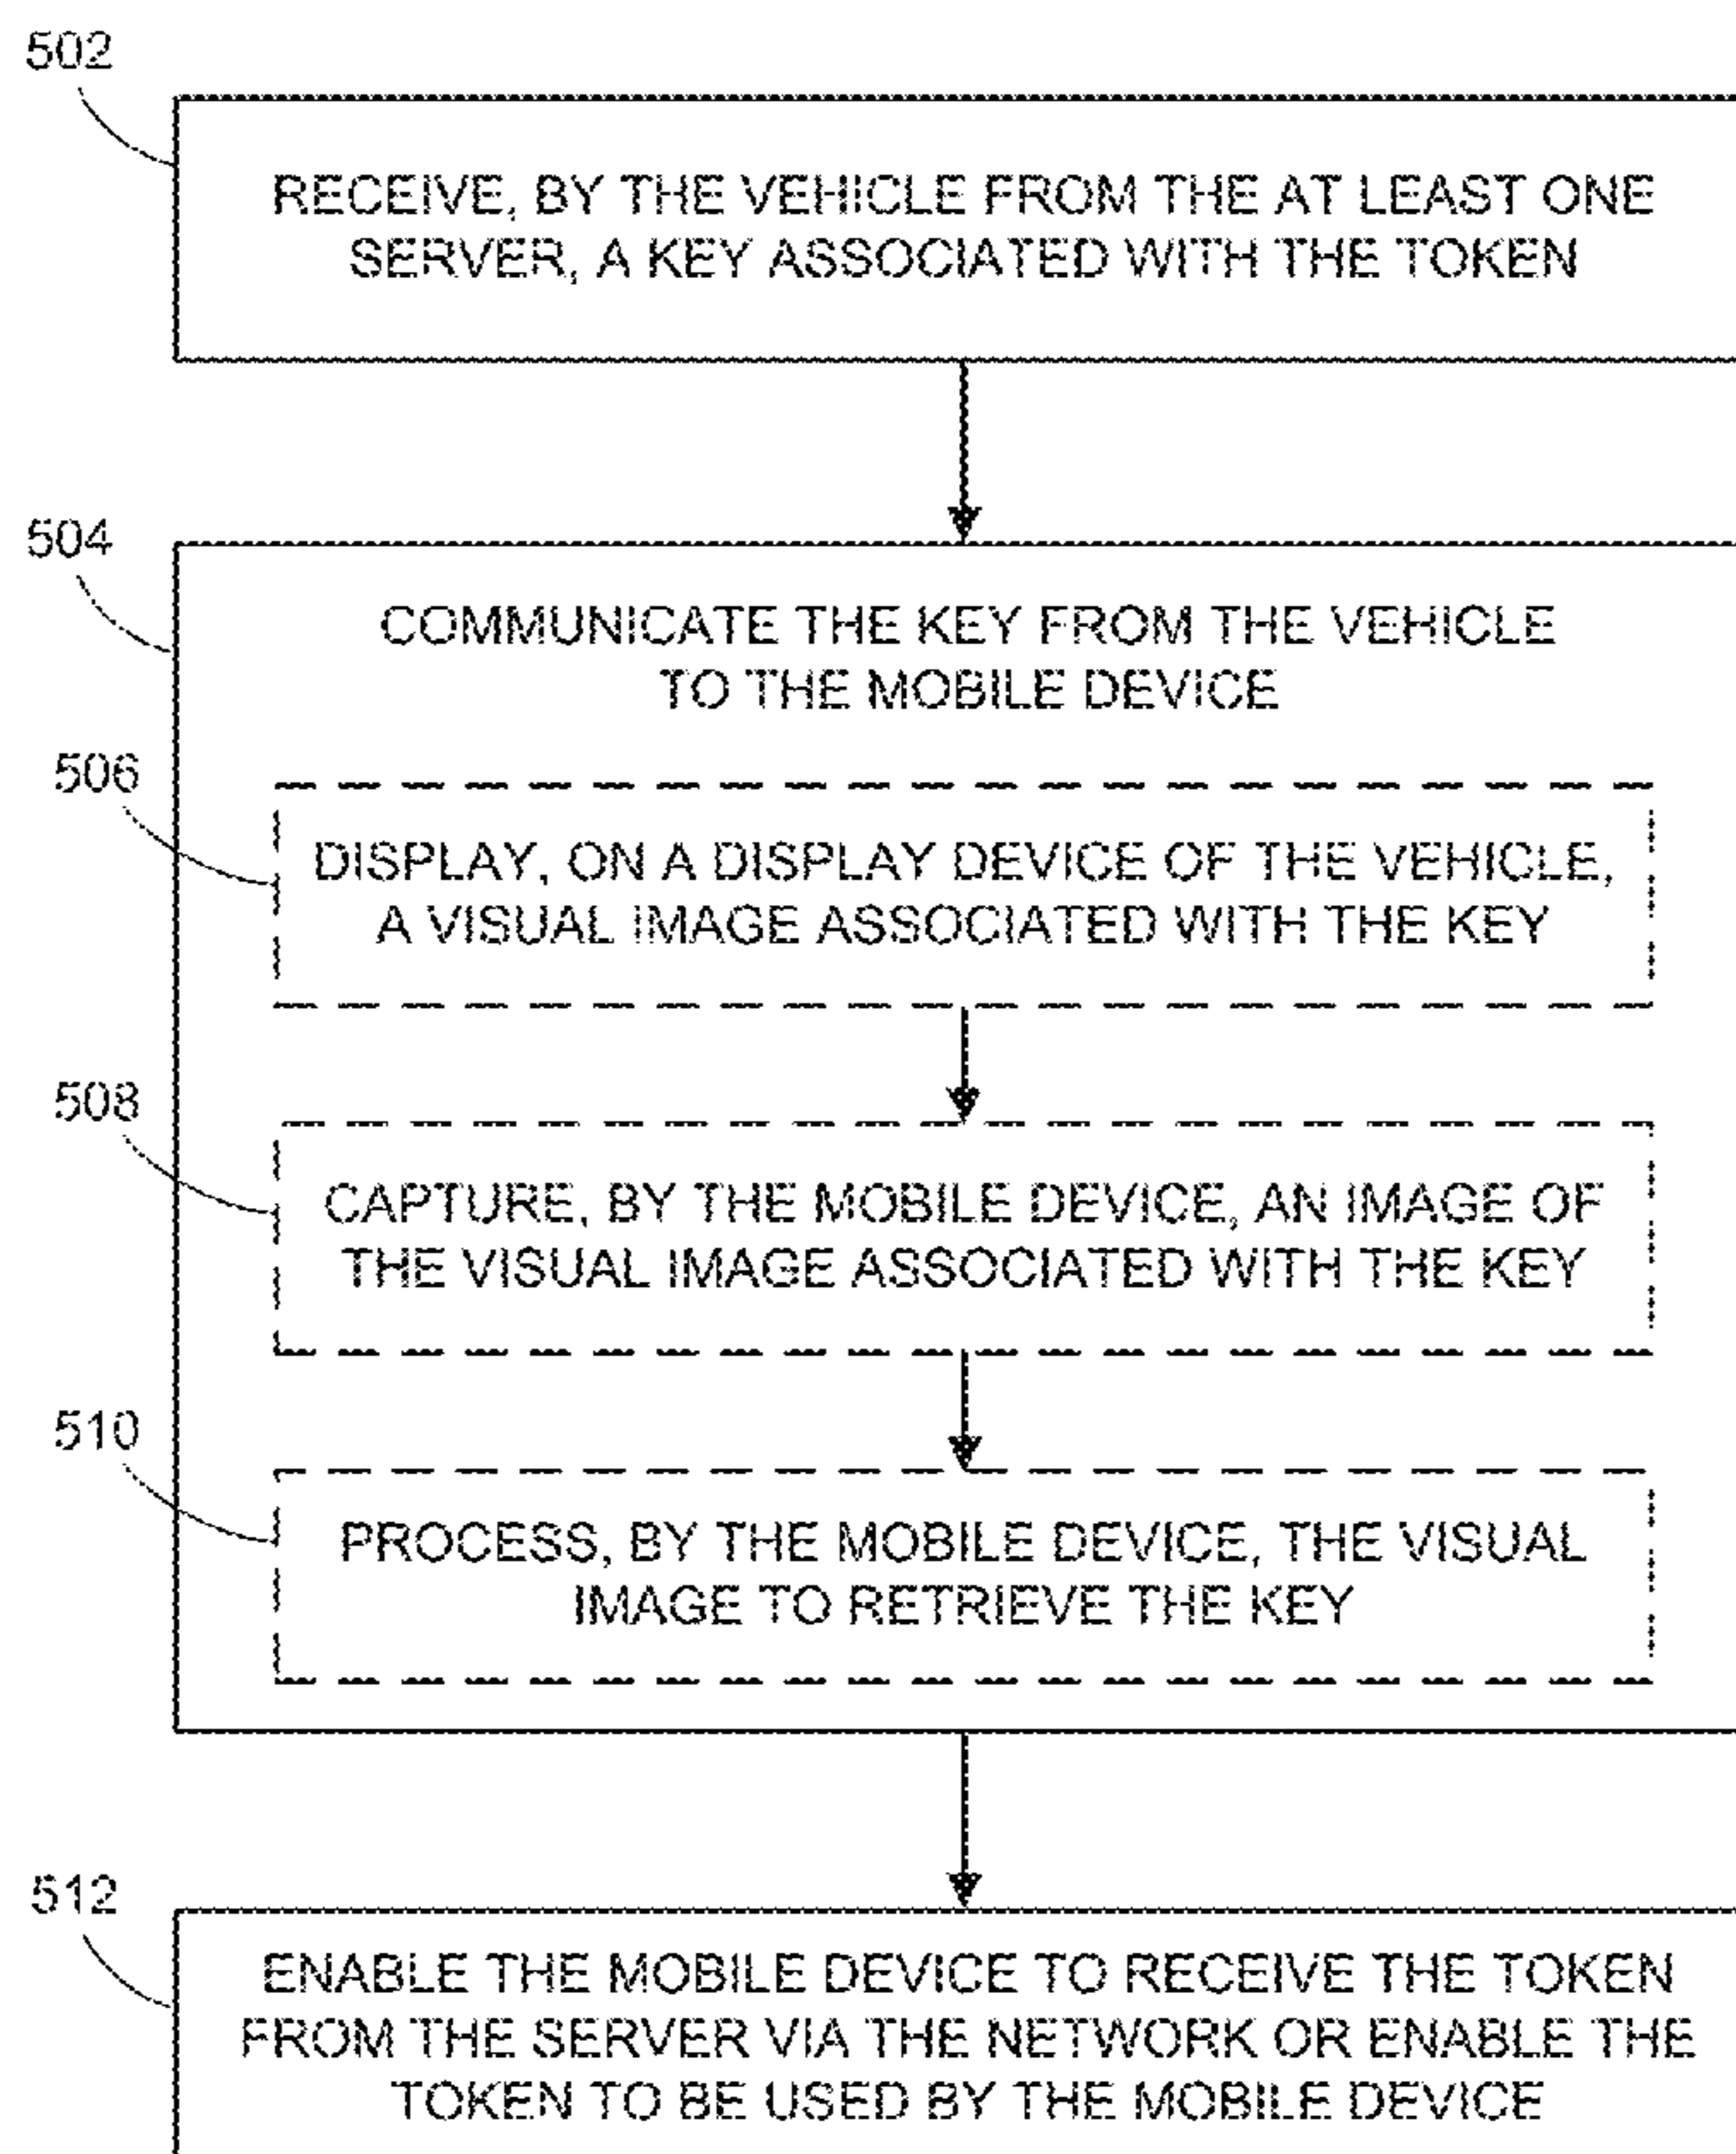 502
RECEIVE, BY THE VEHICLE FROM THE AT LEAST ONE
SERVER, A KEY ASSOCIATED WITH THE TOKEN
504
COMMUNICATE THE KEY FROM THE VEHICLE
TO THE MOBILE DEVICE
506
DISPLAY, ON A DISPLAY DEVICE OF THE VEHICLE,
A VISUAL IMAGE ASSOCIATED WITH THE KEY
508
CAPTURE, BY THE MOBILE DEVICE, AN IMAGE OF
THE VISUAL IMAGE ASSOCIATED WITH THE KEY
510
PROCESS, BY THE MOBILE DEVICE, THE VISUAL
IMAGE TO RETRIEVE THE KEY
512
ENABLE THE MOBILE DEVICE TO RECEIVE THE TOKEN
FROM THE SERVER VIA THE NETWORK OR ENABLE THE
TOKEN TO BE USED BY THE MOBILE DEVICE